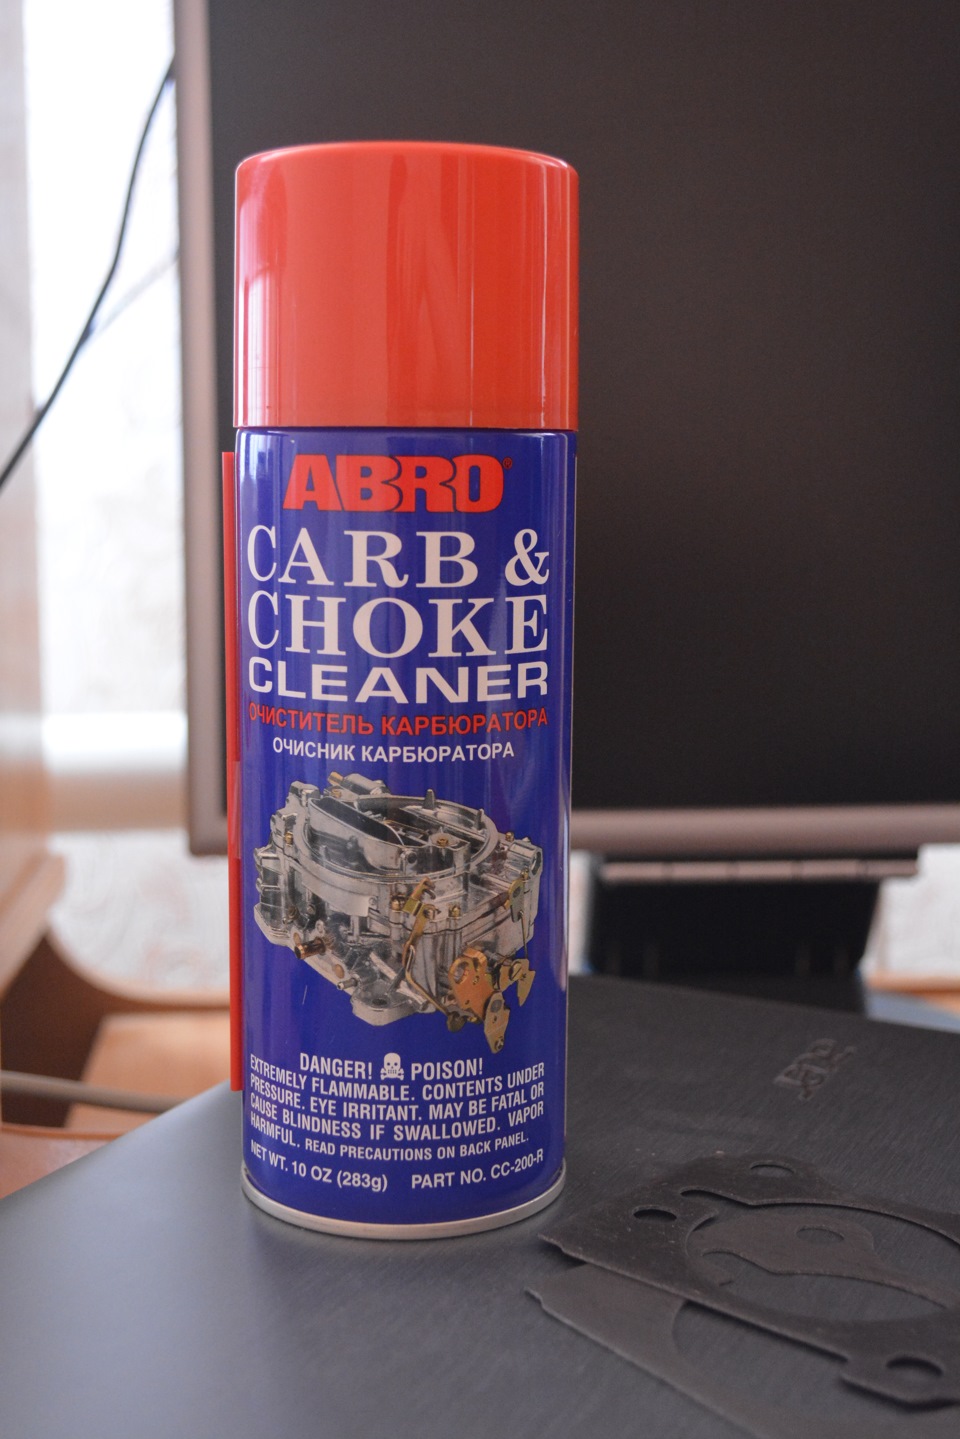 ABRO®
CARB &
CHOKE
CLEANER
ОЧИСТИТЕЛЬ КАРБЮРАТОРА
ОЧИСНИК КАРБЮРАТОРА
DANGER! POISON!
EXTREMELY FLAMMABLE. CONTENTS UNDER
PRESSURE. EYE IRRITANT. MAY BE FATAL OR
CAUSE BLINDNESS IF SWALLOWED. VAPOR
HARMFUL. READ PRECAUTIONS ON BACK PANEL.
NET WT. 10 OZ (283g) PART NO. CC-200-R